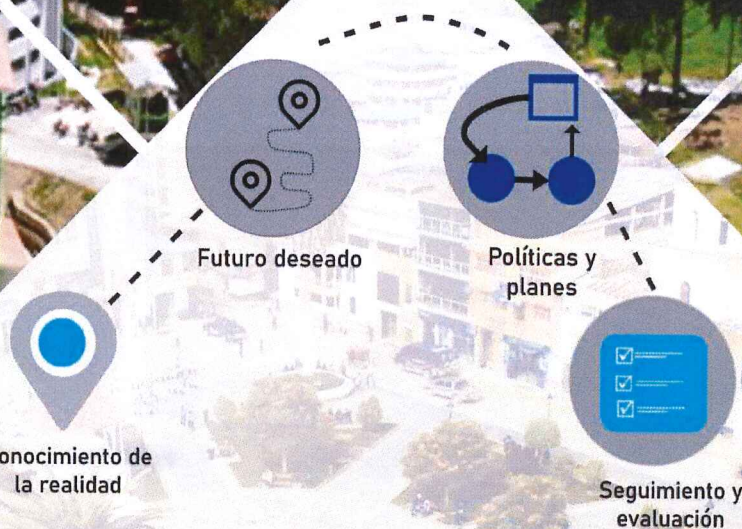 Futuro deseado
Políticas y
planes
onocimiento de
la realidad
Seguimiento y
evaluación